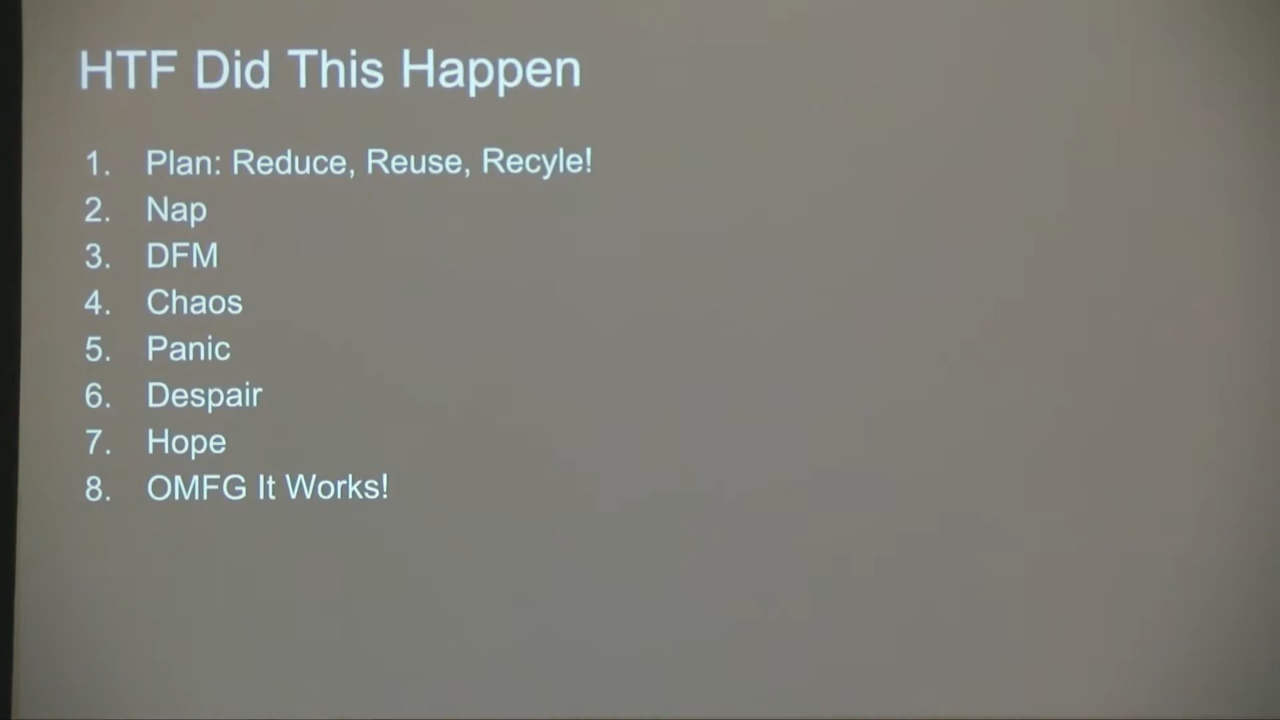 HTF Did This Happen
1. Plan: Reduce, Reuse, Recyle!
2. Nap
3. DFM
4. Chaos
5. Panic
6. Despair
7. Hope
8. OMFG It Works!